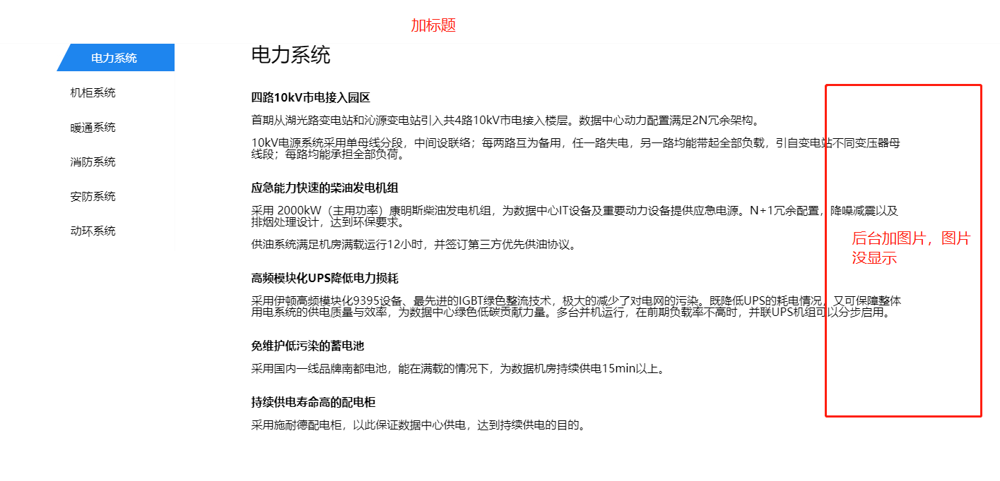 加标题
电力系统
机柜系统
暖通系统
消防系统
安防系统
动环系统
电力系统
四路10kV市电接入园区
首期从湖光路变电站和沁源变电站引入共4路10kV市电接入楼层。数据中心动力配置满足2N冗余架构。
10kV电源系统采用单母线分段，中间设联络；每两路互为备用，任一路失电，另一路均能带起全部负载，引自变电站不同变压器母
线段；每路均能承担全部负荷。
应急能力快速的柴油发电机组
采用 2000kW（主用功率）康明斯柴油发电机组，为数据中心IT设备及重要动力设备提供应急电源。N+1冗余配置，降噪减震以及
排烟处理设计，达到环保要求。
供油系统满足机房满载运行12小时，并签订第三方优先供油协议。
高频模块化UPS降低电力损耗
采用伊顿高频模块化9395设备、最先进的IGBT绿色整流技术，极大的减少了对电网的污染。既降低UPS的耗电情况，又可保障整体
用电系统的供电质量与效率，为数据中心绿色低碳贡献力量。多台并机运行，在前期负载率不高时，并联UPS机组可以分步启用。
免维护低污染的蓄电池
采用国内一线品牌南都电池，能在满载的情况下，为数据机房持续供电15min以上。
持续供电寿命高的配电柜
采用施耐德配电柜，以此保证数据中心供电，达到持续供电的目的。
后台加图片，图片
没显示